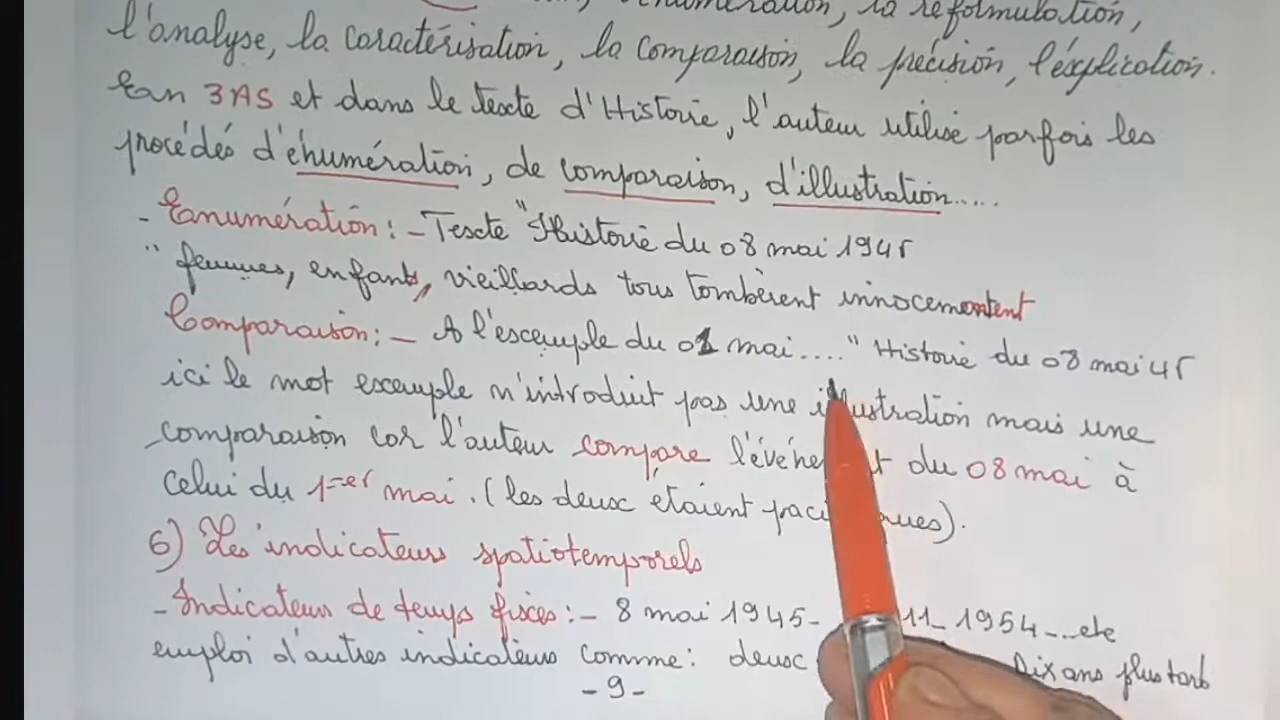 l'énumération, la reformulation,
l'analyse, la caractérisation, la comparaison, la précision, l'explication.
En 3AS et dans le texte d'Histoire, l'auteur utilise parfois les
procédés d'énumération, de comparaison, d'illustration.....
- Enumération : - Texte "Histoire du 08 mai 1945
" femmes, enfants, vieillards tous tombèrent innocemment
Comparaison : - A l'exemple du 01 mai...." Histoire du 08 mai 45
ici le mot exemple n'introduit pas une illustration mais une
comparaison car l'auteur compare l'événement du 08 mai à
celui du 1er mai. (les deux étaient pacifiques).
6) Les indicateurs spatiotemporels
- Indicateurs de temps fixes : - 8 mai 1945 - 11 - 1954 -...etc
emploi d'autres indicateurs comme : deux Dix ans plus tard
- 9 -